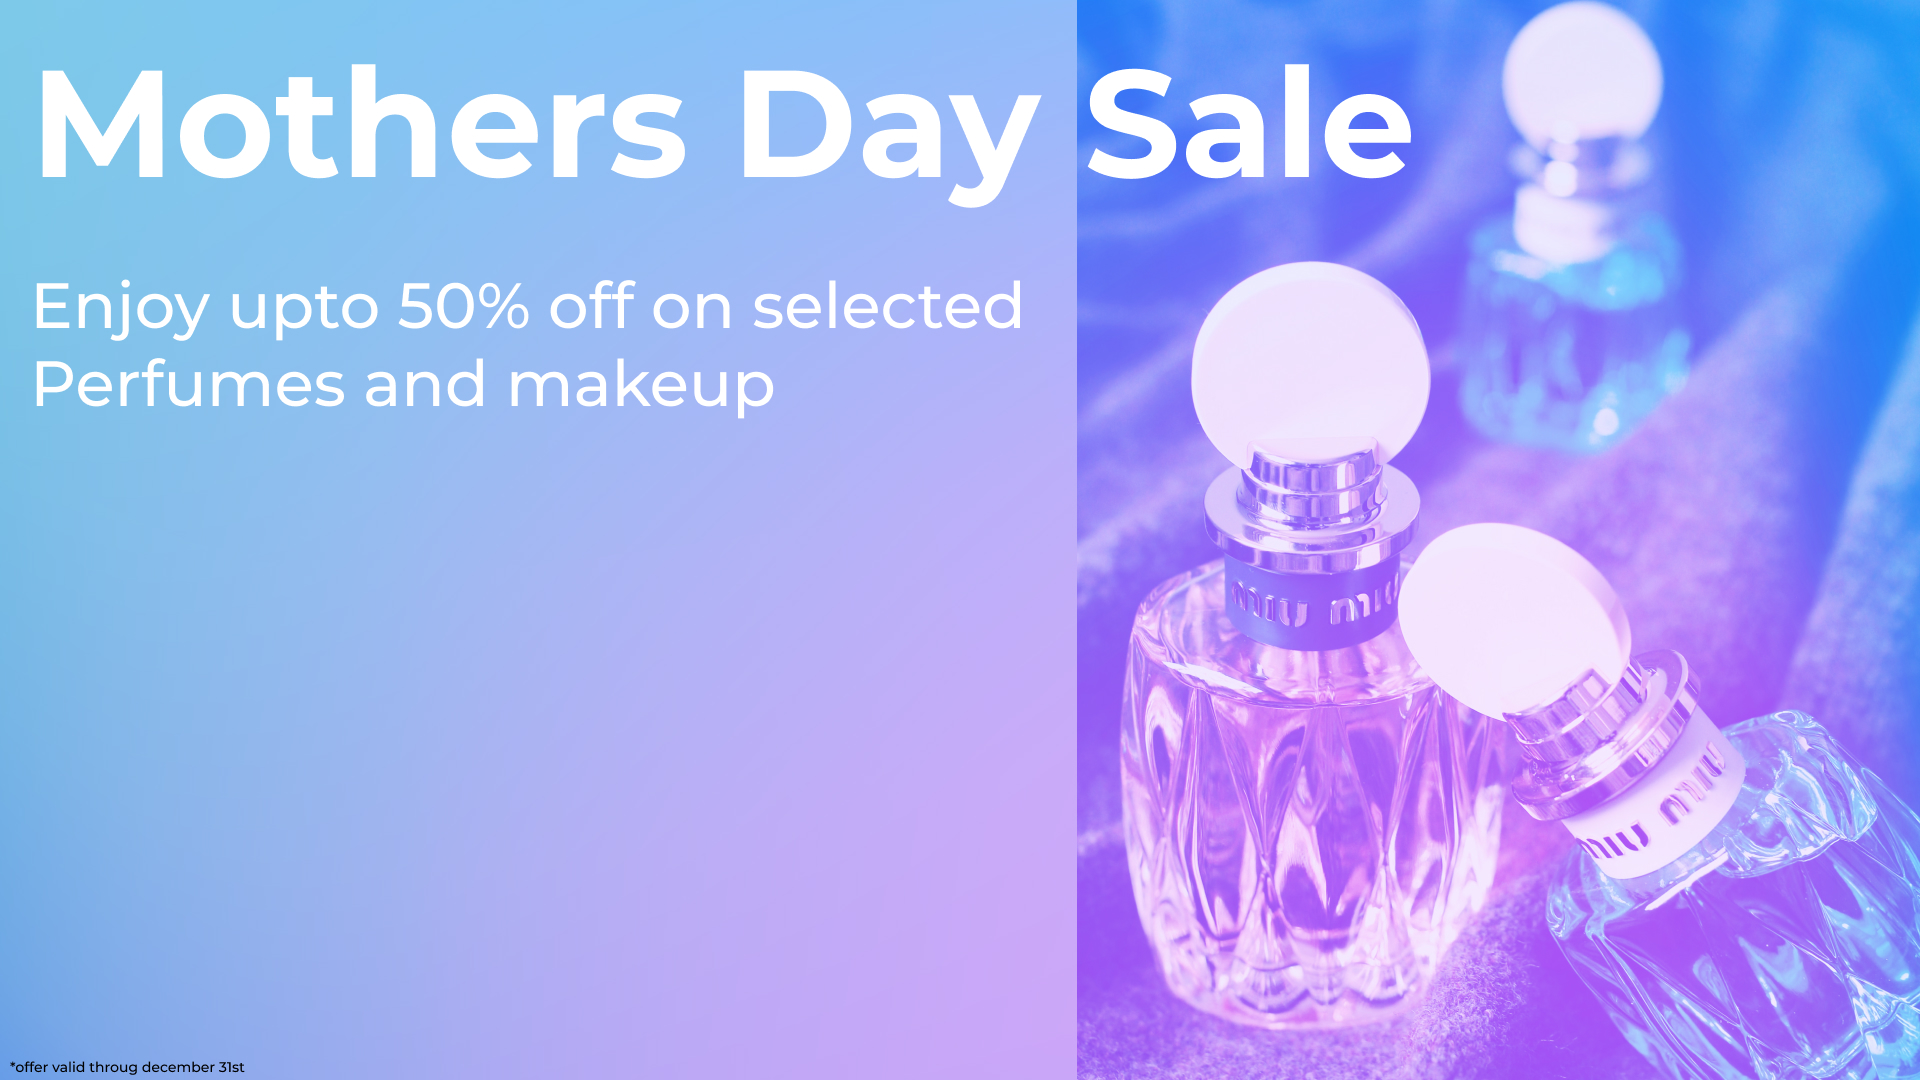 Mothers Day Sale
Enjoy upto 50% off on selected
Perfumes and makeup
miu miu
miu miu
*offer valid throug december 31st